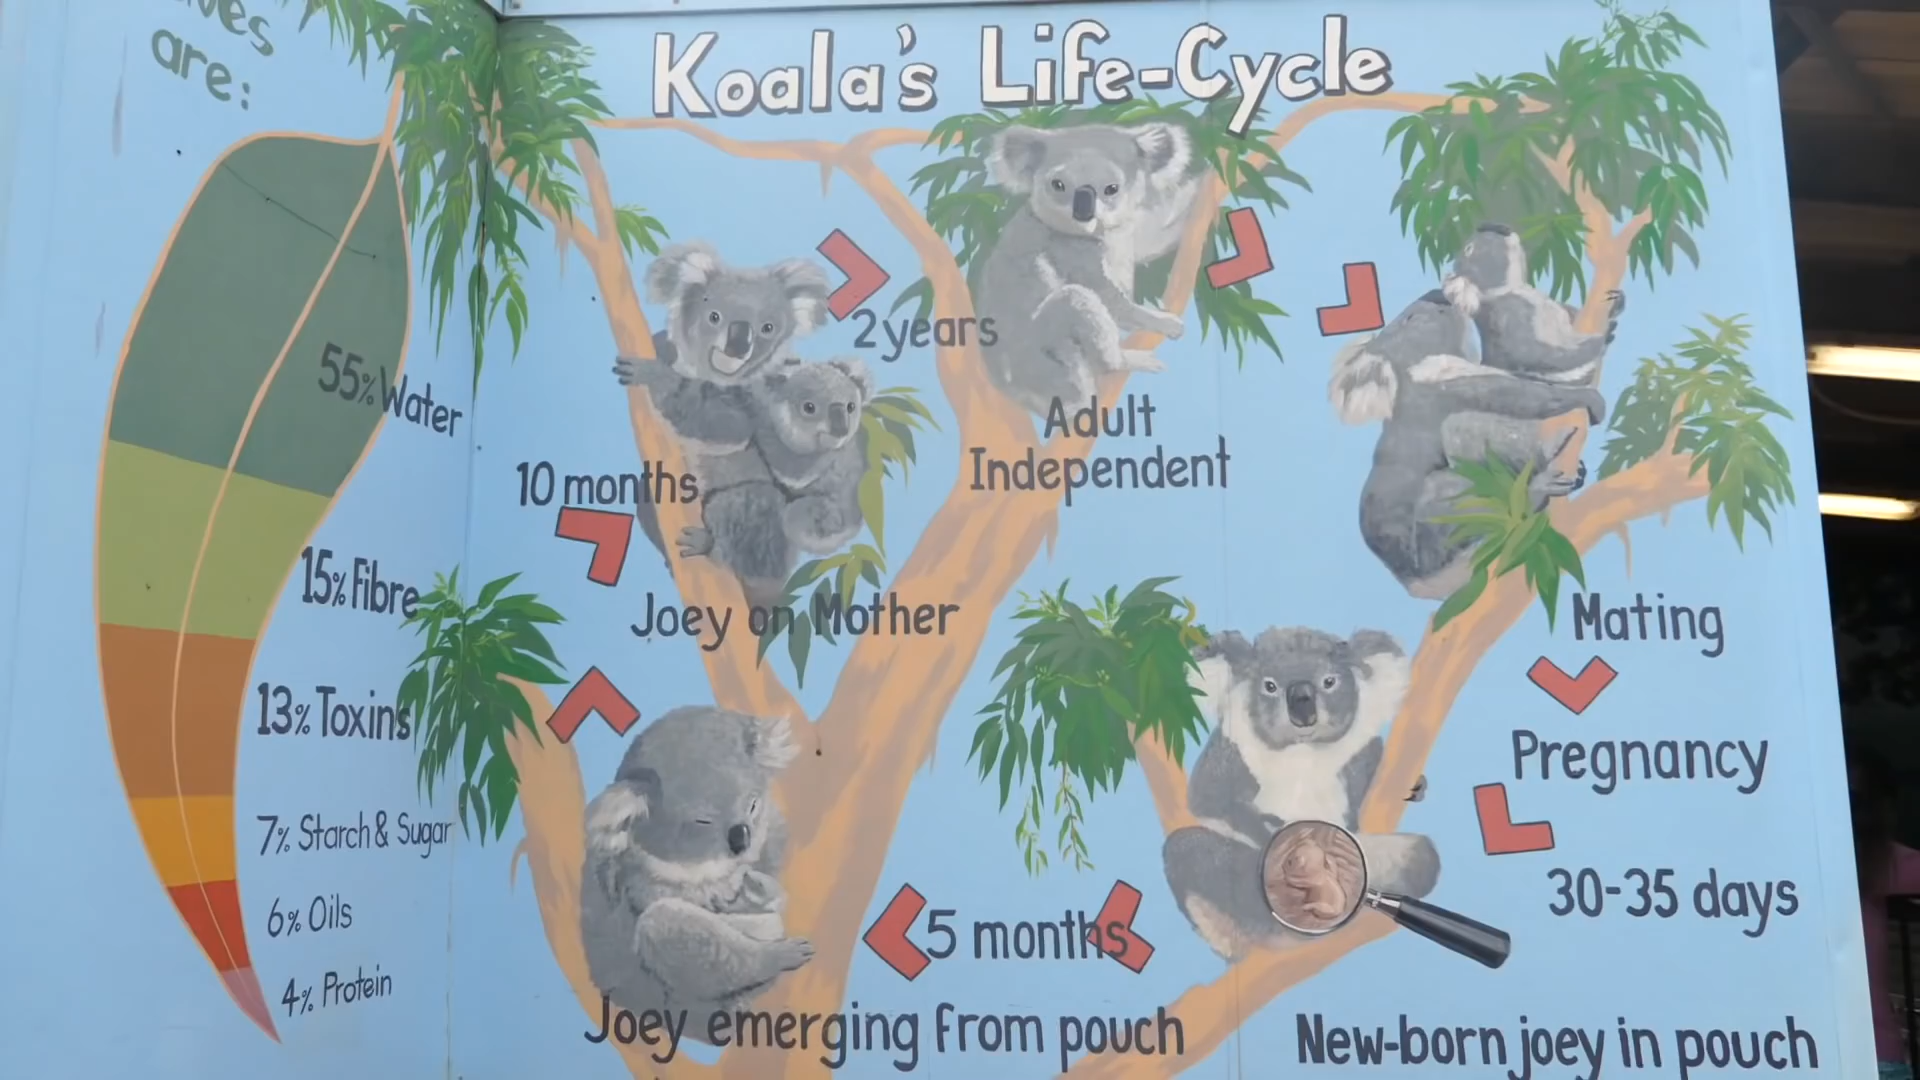 are:
55% Water
15% Fibre
13% Toxins
7% Starch & Sugar
6% Oils
4% Protein
Koala's Life-Cycle
2 years
Adult
Independent
10 months
Joey on Mother
Mating
Pregnancy
30-35 days
5 months
Joey emerging from pouch
New-born joey in pouch